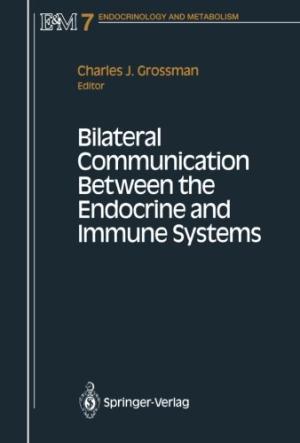 E&M 7 ENDOCRINOLOGY AND METABOLISM
Charles J. Grossman
Editor
Bilateral
Communication
Between the
Endocrine and
Immune Systems
Springer-Verlag